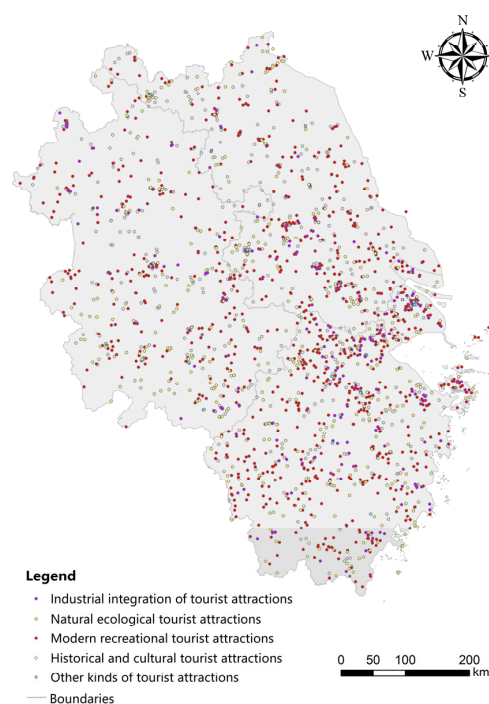 N
W
S
Legend
Industrial integration of tourist attractions
Natural ecological tourist attractions
Modern recreational tourist attractions
Historical and cultural tourist attractions
Other kinds of tourist attractions
Boundaries
0 50 100 200
km